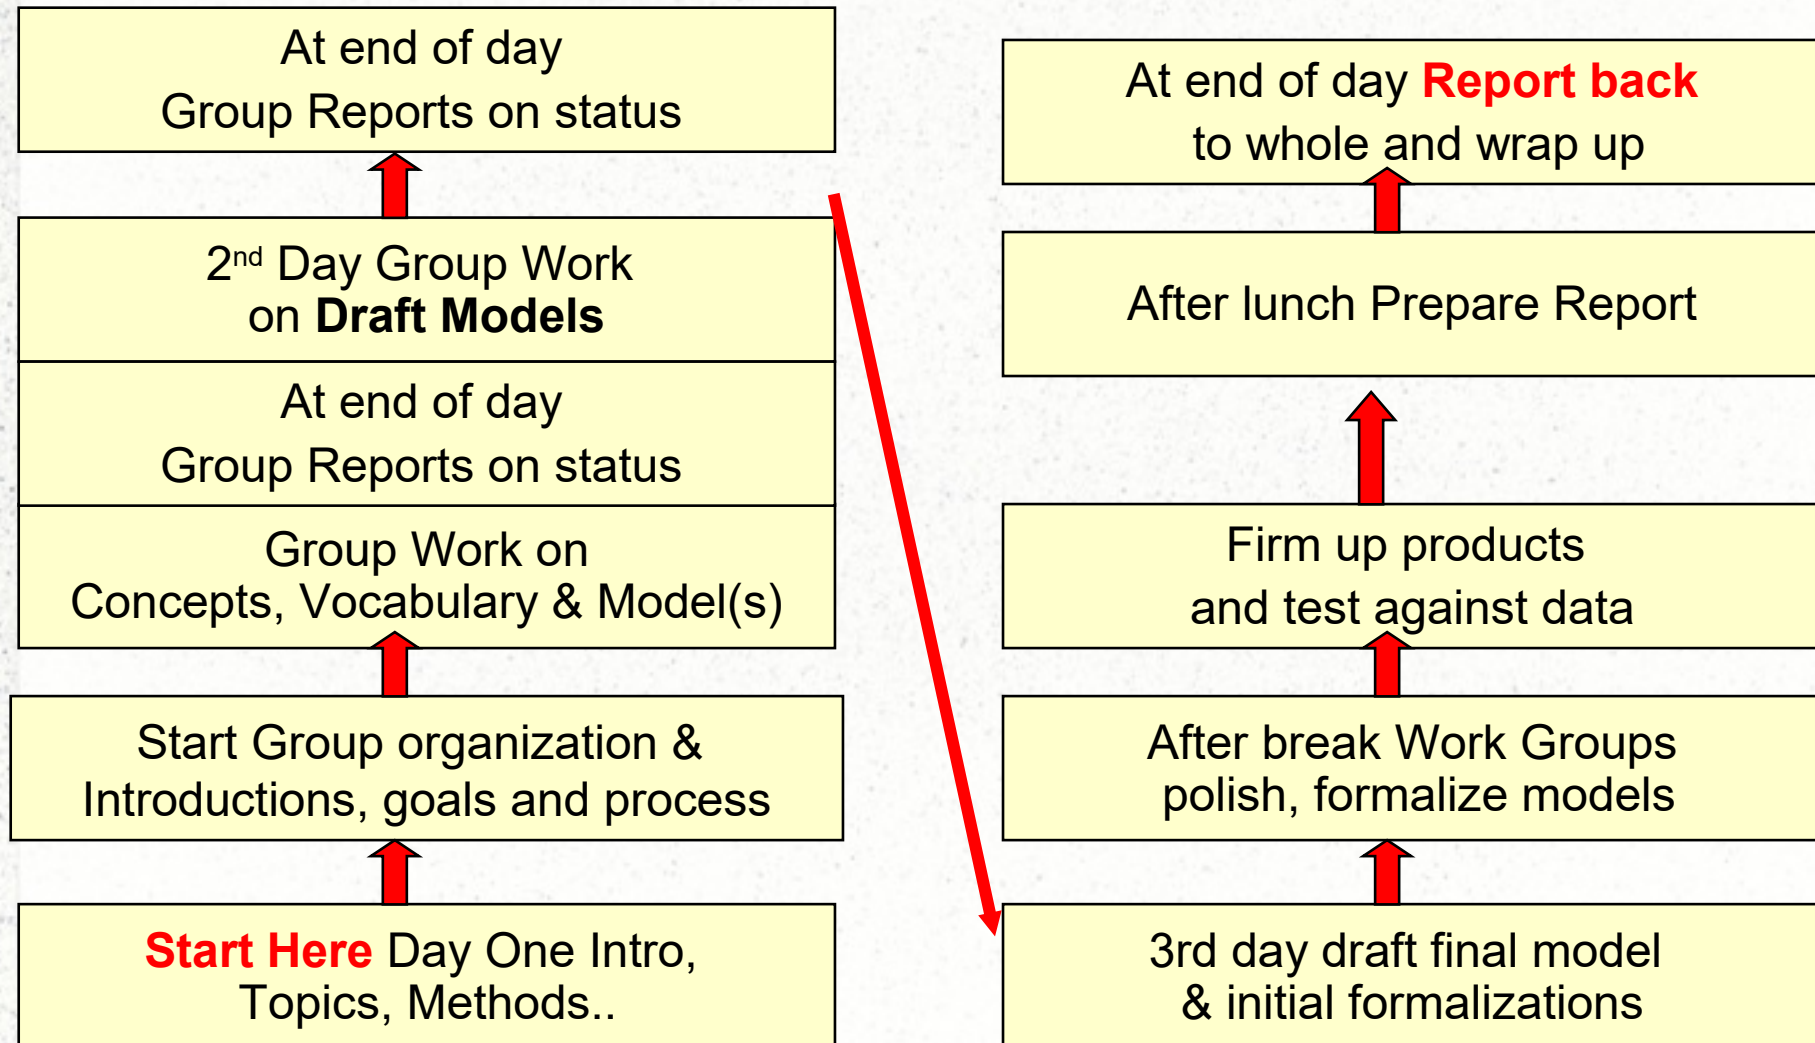 At end of day
Group Reports on status
2nd Day Group Work
on Draft Models
At end of day
Group Reports on status
Group Work on
Concepts, Vocabulary & Model(s)
Start Group organization &
Introductions, goals and process
Start Here Day One Intro,
Topics, Methods..
At end of day Report back
to whole and wrap up
After lunch Prepare Report
Firm up products
and test against data
After break Work Groups
polish, formalize models
3rd day draft final model
& initial formalizations